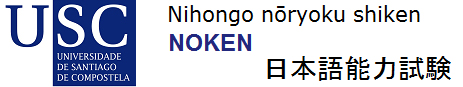 USC
UNIVERSIDADE
DE SANTIAGO
DE COMPOSTELA
Nihongo nōryoku shiken
NOKEN
日本語能力試験